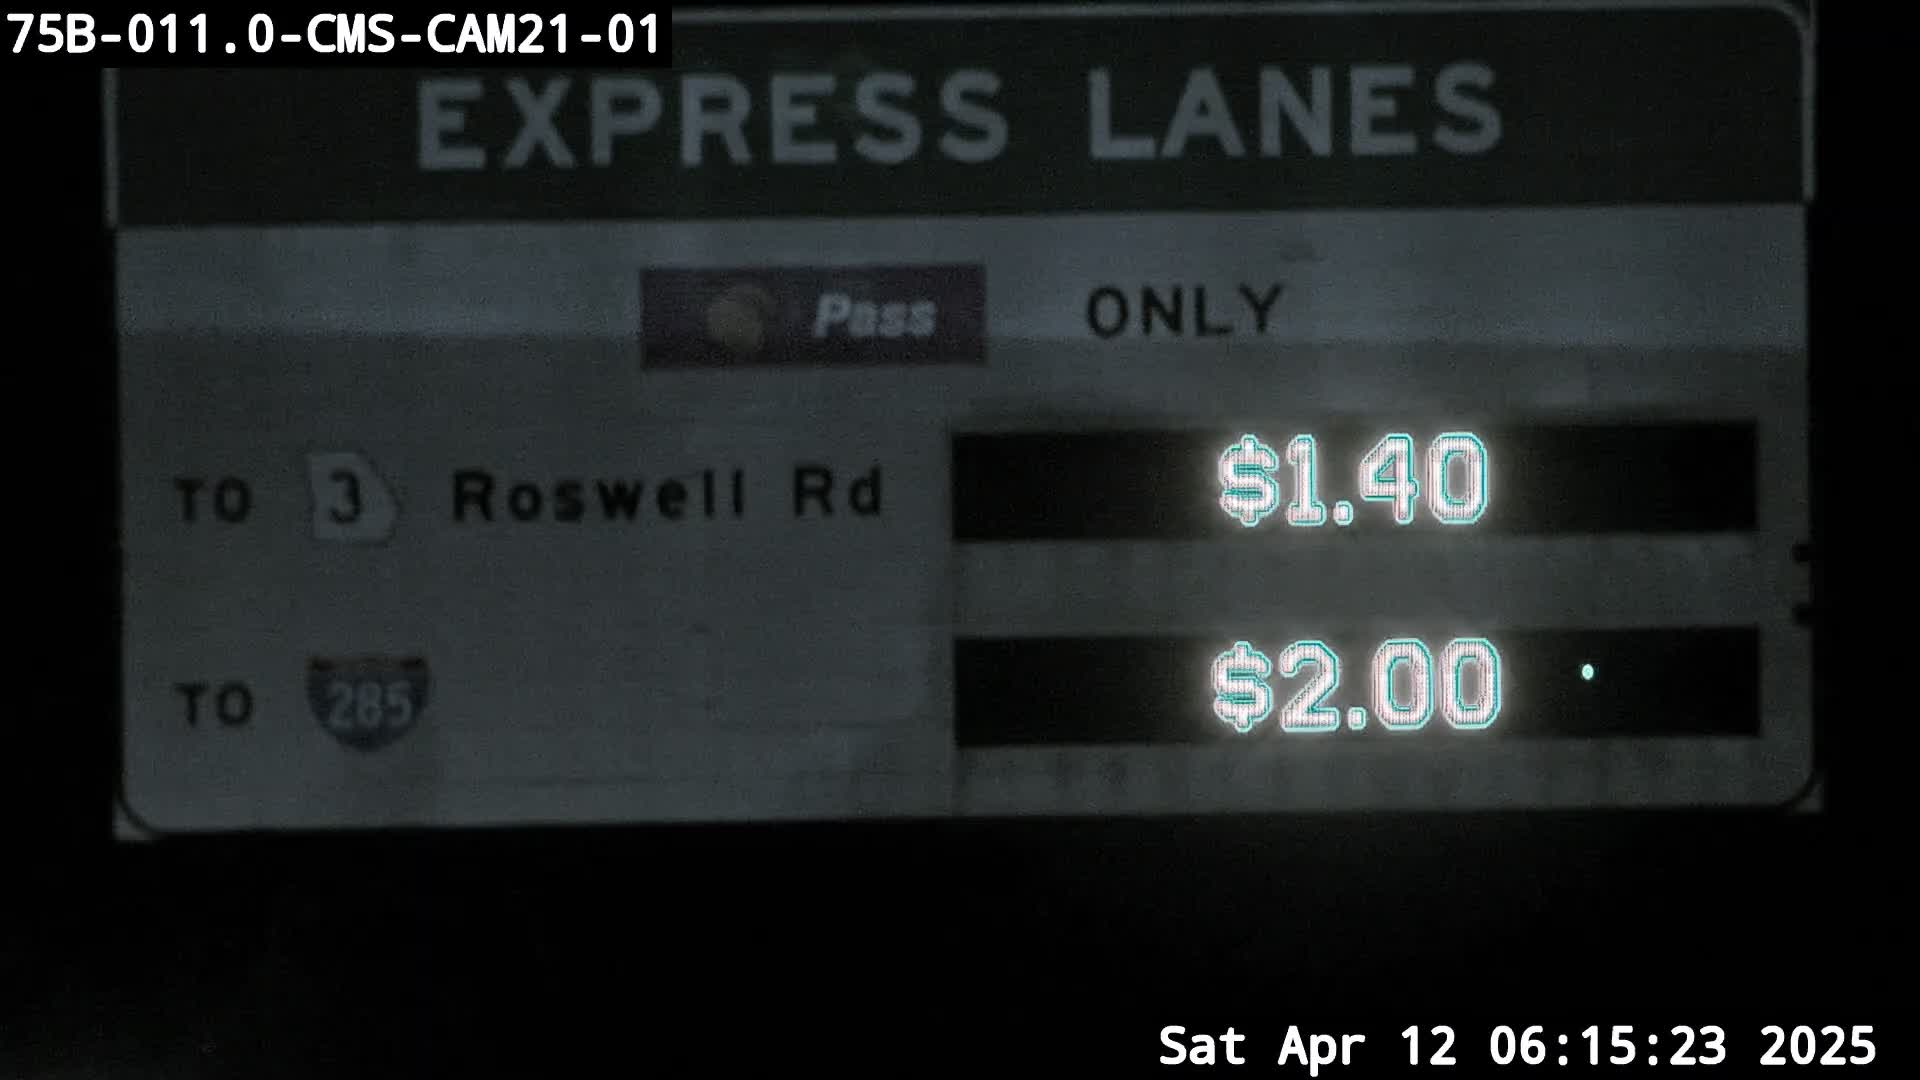 75B-011.0-CMS-CAM21-01
EXPRESS LANES
Pass ONLY
TO 3 Roswell Rd $1.40
TO 285 $2.00
Sat Apr 12 06:15:23 2025